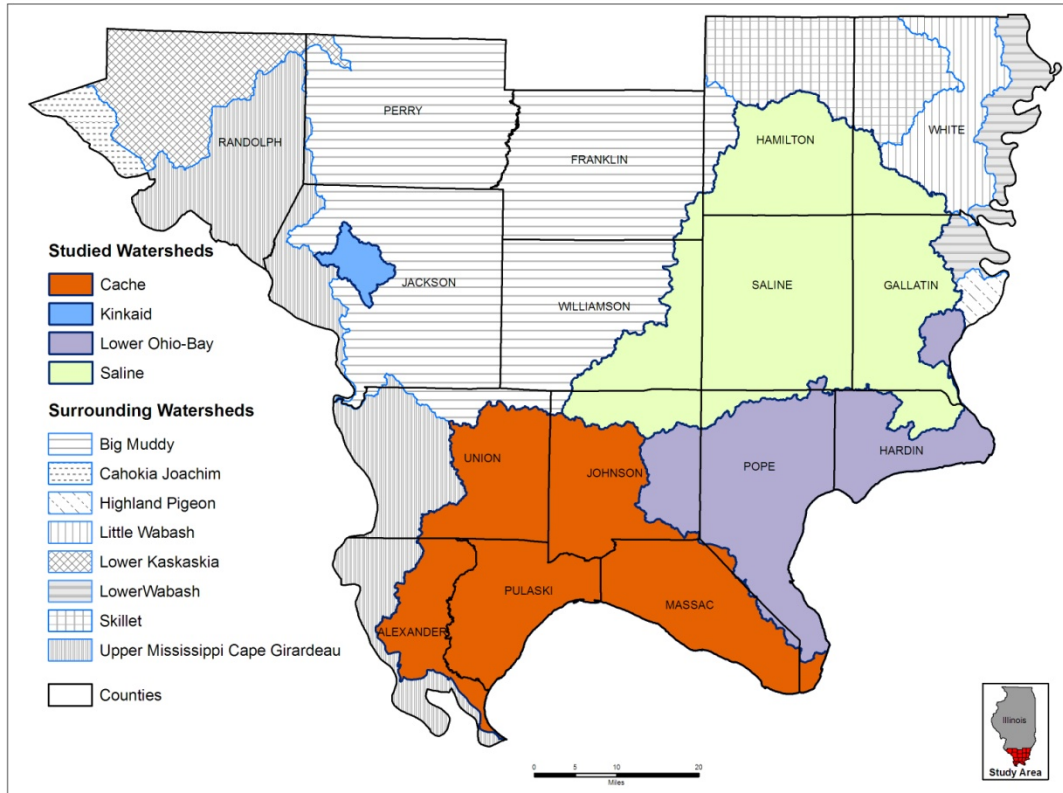 PERRY
RANDOLPH
FRANKLIN
HAMILTON
WHITE
JACKSON
WILLIAMSON
SALINE
GALLATIN
UNION
JOHNSON
POPE
HARDIN
PULASKI
MASSAC
ALEXANDER
Studied Watersheds
Cache
Kinkaid
Lower Ohio-Bay
Saline
Surrounding Watersheds
Big Muddy
Cahokia Joachim
Highland Pigeon
Little Wabash
Lower Kaskaskia
LowerWabash
Skillet
Upper Mississippi Cape Girardeau
Counties
0 5 10 20
Miles
Illinois
Study Area